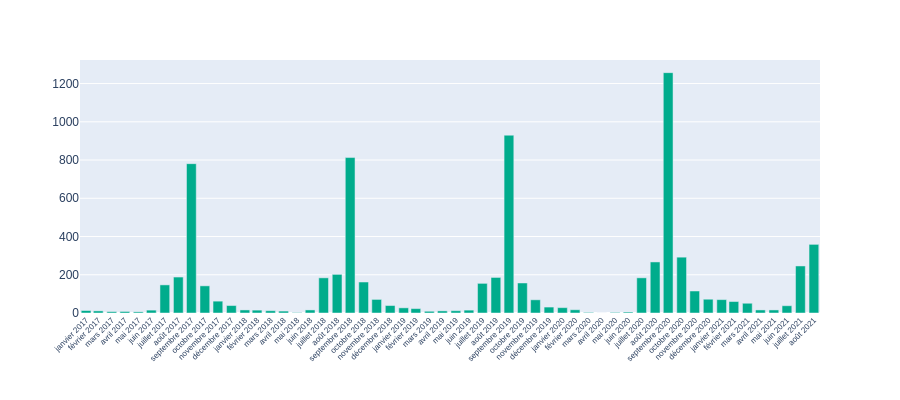 1200
1000
800
600
400
200
0
janvier 2017
février 2017
mars 2017
avril 2017
mai 2017
juin 2017
juillet 2017
août 2017
septembre 2017
octobre 2017
novembre 2017
décembre 2017
janvier 2018
février 2018
mars 2018
avril 2018
mai 2018
juin 2018
juillet 2018
août 2018
septembre 2018
octobre 2018
novembre 2018
décembre 2018
janvier 2019
février 2019
mars 2019
avril 2019
mai 2019
juin 2019
juillet 2019
août 2019
septembre 2019
octobre 2019
novembre 2019
décembre 2019
janvier 2020
février 2020
mars 2020
avril 2020
mai 2020
juin 2020
juillet 2020
août 2020
septembre 2020
octobre 2020
novembre 2020
décembre 2020
janvier 2021
février 2021
mars 2021
avril 2021
mai 2021
juin 2021
juillet 2021
août 2021